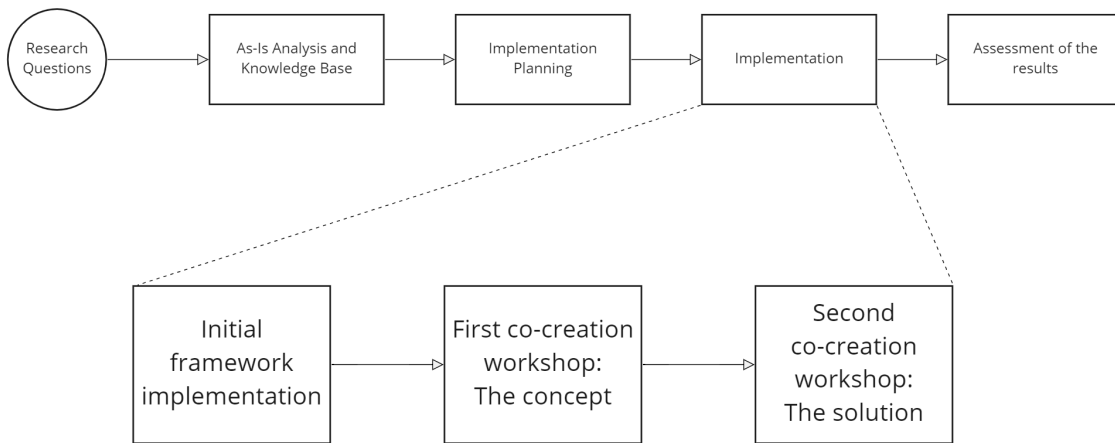 Research
Questions
As-Is Analysis and
Knowledge Base
Implementation
Planning
Implementation
Assessment of the
results
Initial
framework
implementation
First co-creation
workshop:
The concept
Second
co-creation
workshop:
The solution